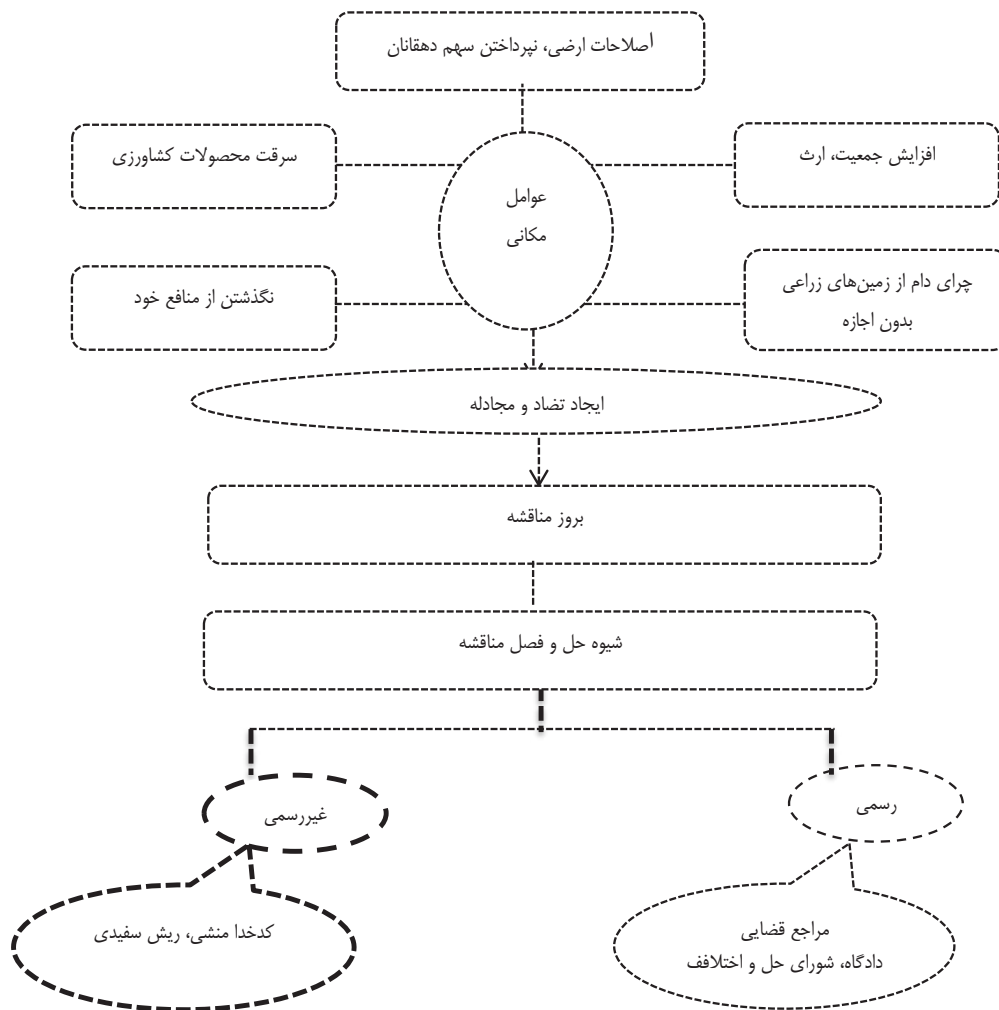 اصلاحات ارضی، نپرداختن سهم دهقانان
افزایش جمعیت، ارث
سرقت محصولات کشاورزی
عوامل
مکانی
چرای دام از زمین‌های زراعی
بدون اجازه
نگذشتن از منافع خود
ایجاد تضاد و مجادله
بروز مناقشه
شیوه حل و فصل مناقشه
رسمی
غیررسمی
مراجع قضایی
دادگاه، شورای حل و اختلافف
کدخدا منشی، ریش سفیدی